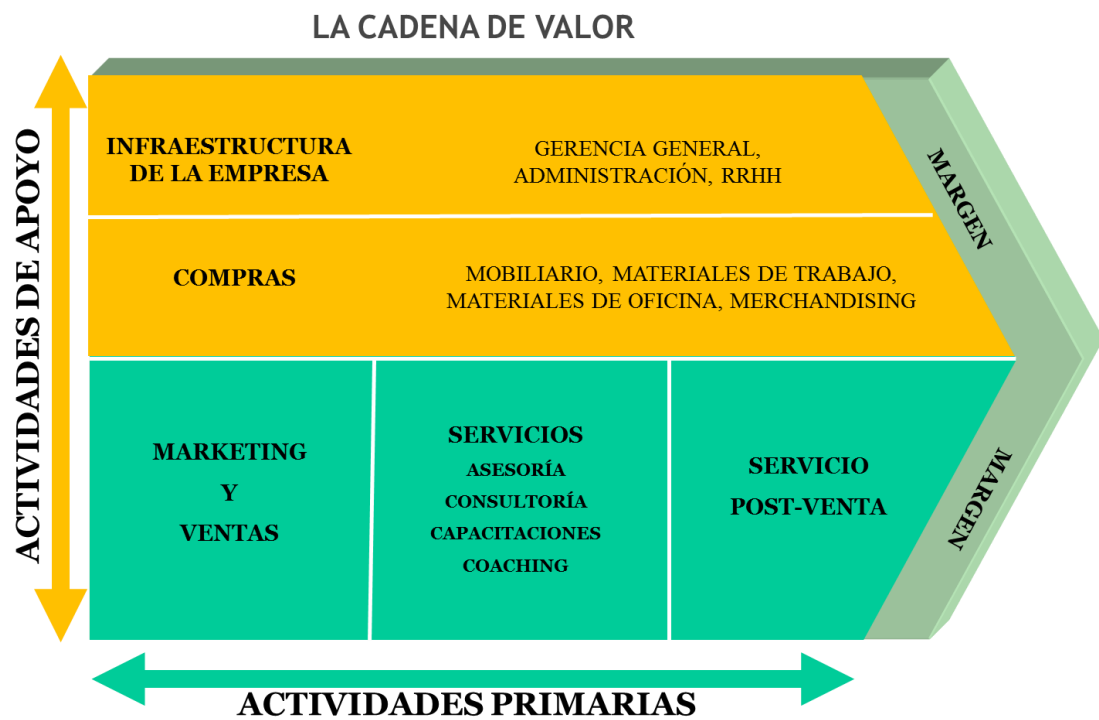 LA CADENA DE VALOR
ACTIVIDADES DE APOYO
INFRAESTRUCTURA
DE LA EMPRESA
GERENCIA GENERAL,
ADMINISTRACIÓN, RRHH
MARGEN
COMPRAS
MOBILIARIO, MATERIALES DE TRABAJO,
MATERIALES DE OFICINA, MERCHANDISING
MARKETING
Y
VENTAS
SERVICIOS
ASESORÍA
CONSULTORÍA
CAPACITACIONES
COACHING
SERVICIO
POST-VENTA
MARGEN
ACTIVIDADES PRIMARIAS